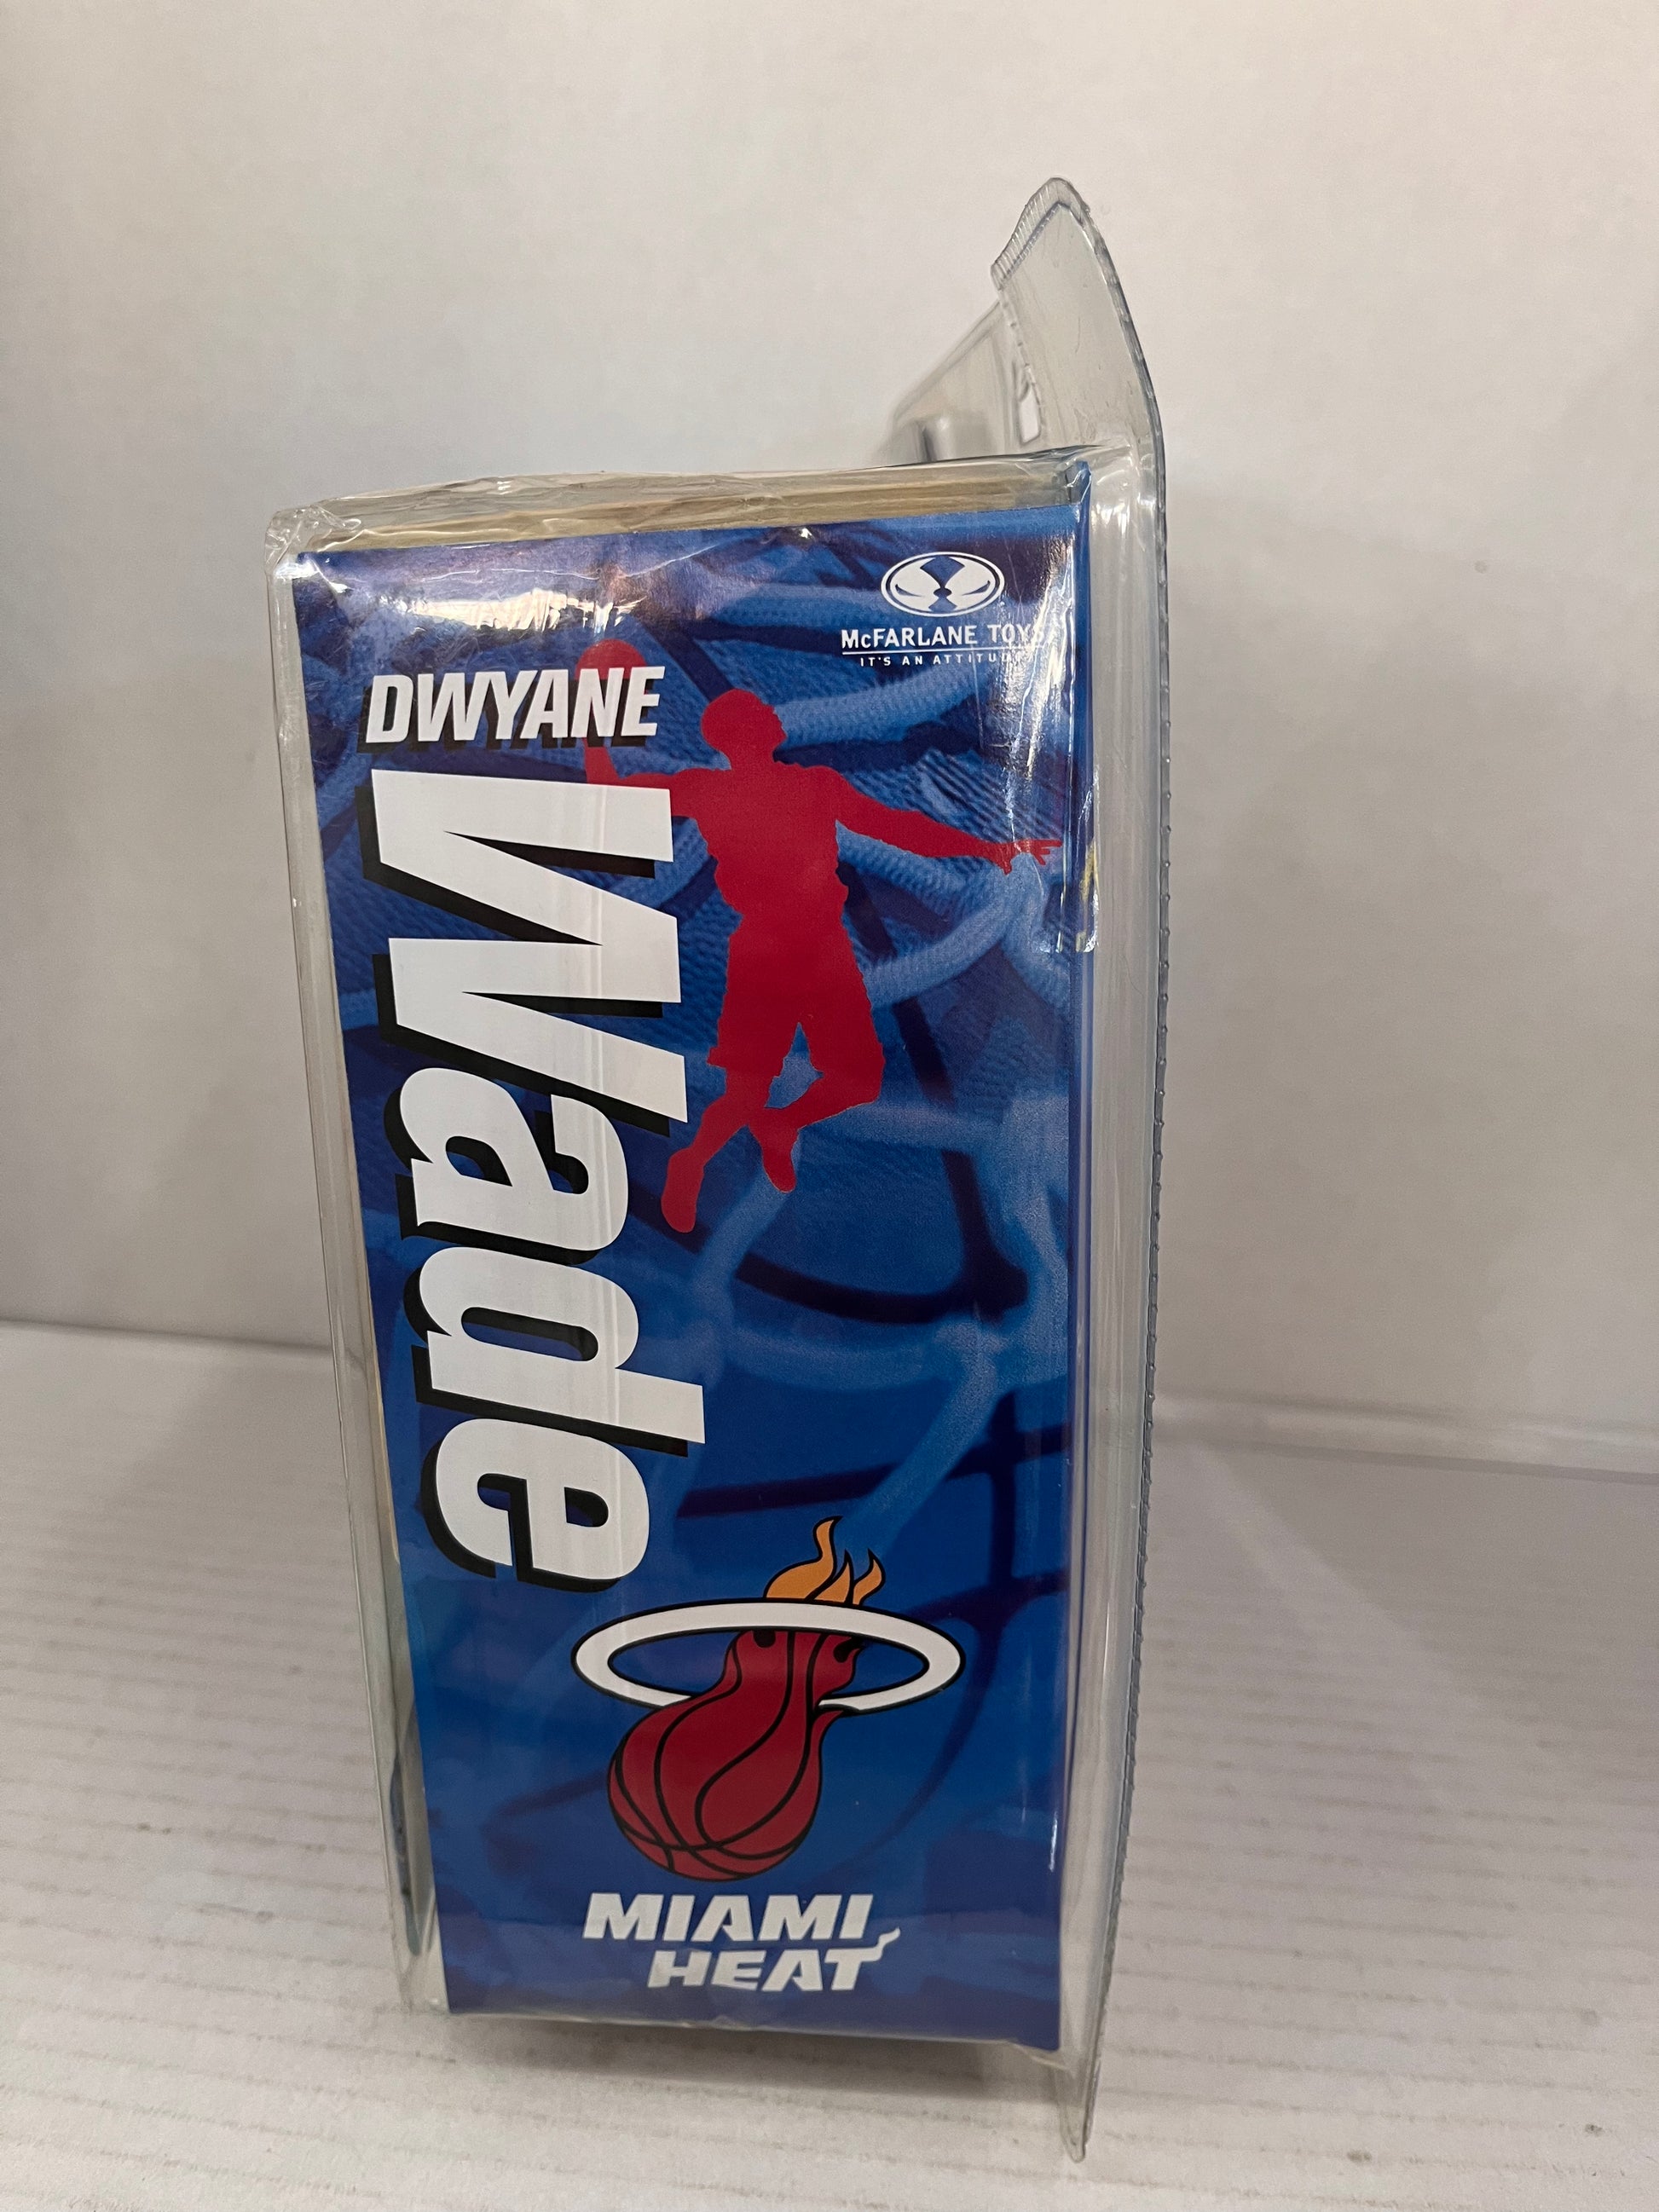 McFARLANE TOYS
IT'S AN ATTITUDE
DWYANE
Wade
MIAMI
HEAT